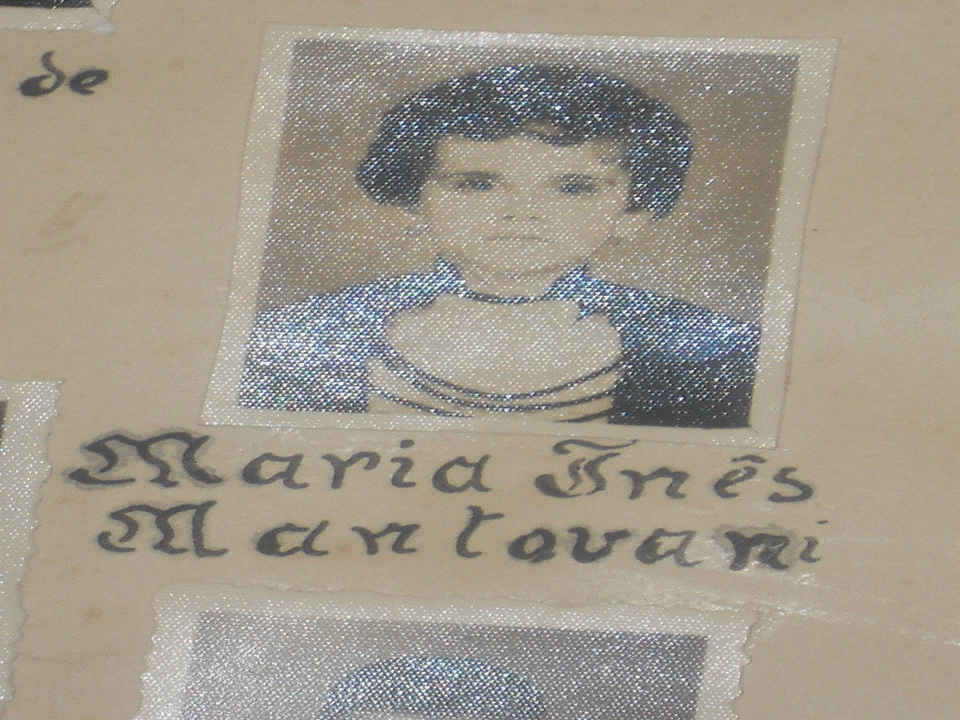 de
Maria Inês
Mantovani